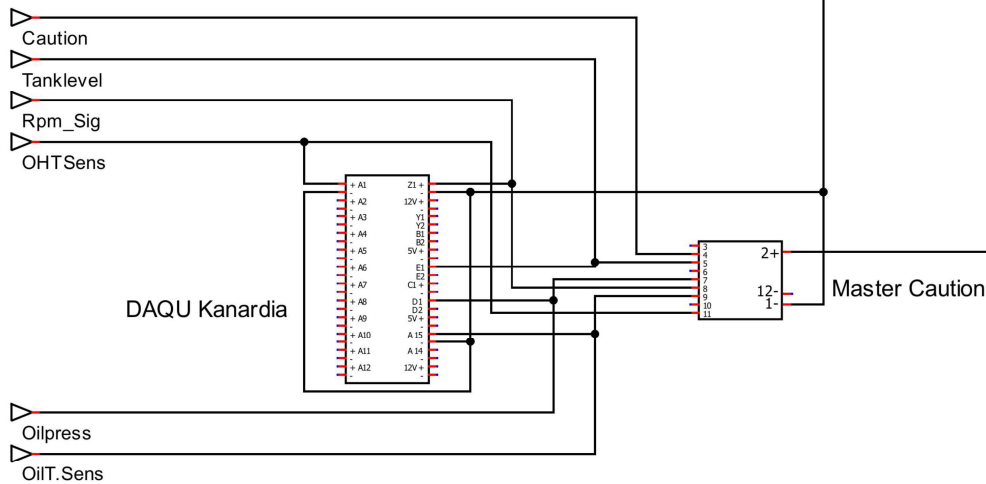 Caution
Tanklevel
Rpm_Sig
OHTSens
+ A1 Z1 +
- -
+ A2 12V +
- -
+ A3 Y1
- Y2
+ A4 B1
- B2
+ A5 5V +
- -
+ A6 E1
- E2
+ A7 C1 +
- -
+ A8 D1
- D2
+ A9 5V +
- -
+ A10 A 15
- -
+ A11 A 14
- -
+ A12 12V +
- -
DAQU Kanardia
3
4
5
6
7
8
9
10
11
2+
12-
1-
Master Caution
Oilpress
OilT.Sens